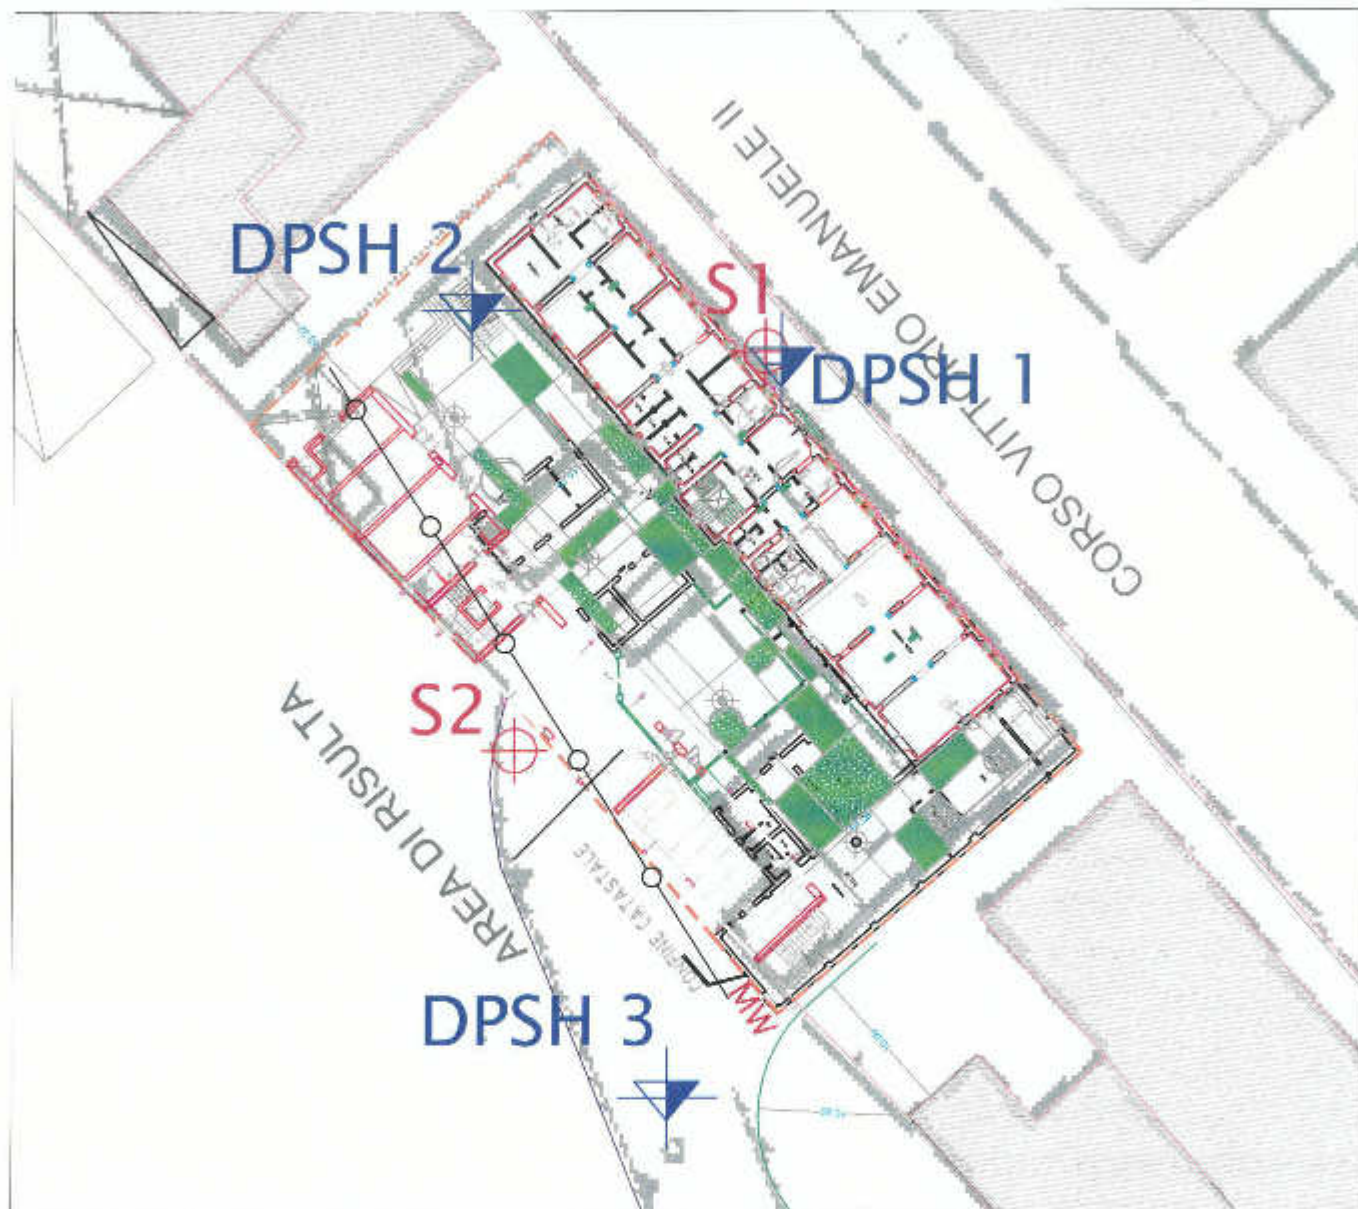 CORSO VITTORIO EMANUELE II
DPSH 2
S1
DPSH 1
S2
AREA DI RISULTA
CONFINE CATASTALE
MW
DPSH 3